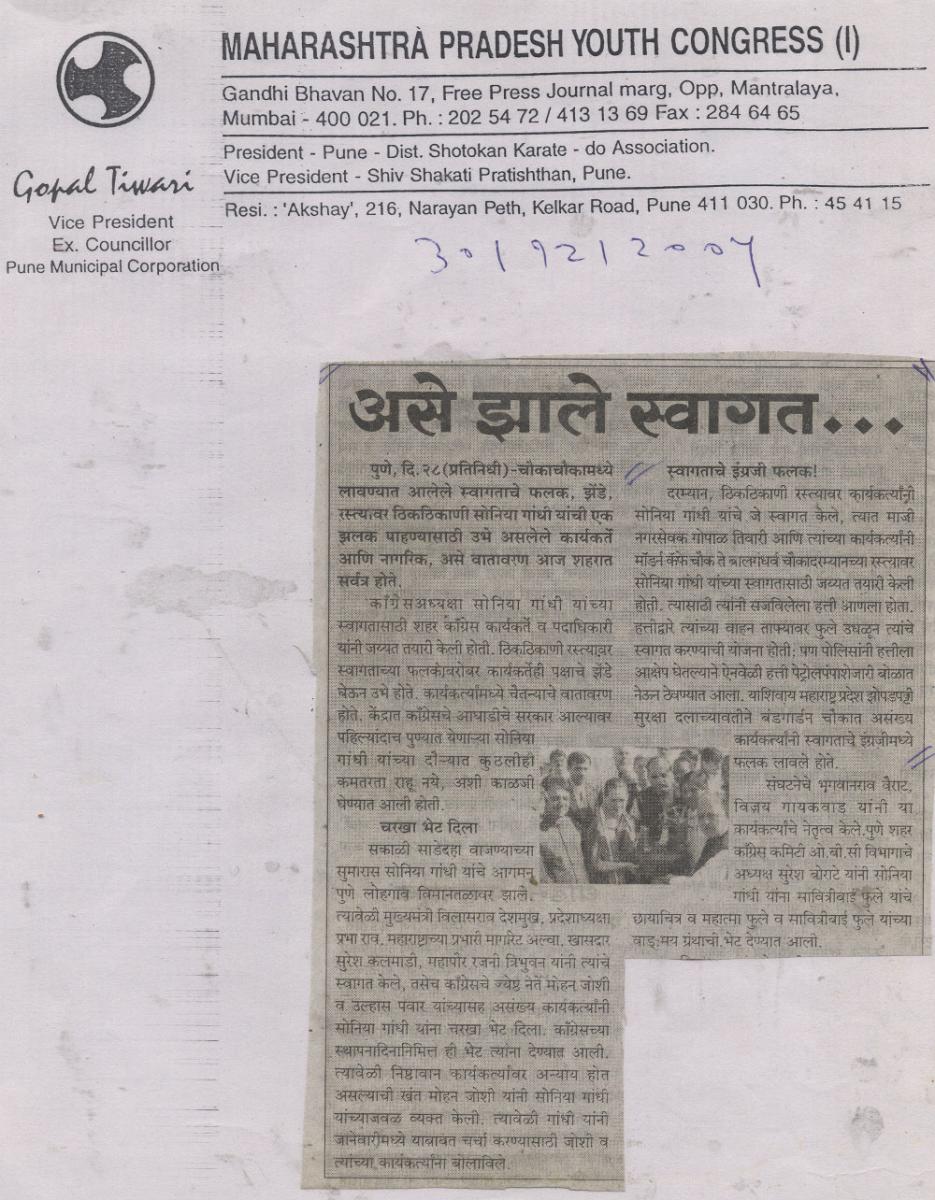 MAHARASHTRA PRADESH YOUTH CONGRESS (I)
Gandhi Bhavan No. 17, Free Press Journal marg, Opp, Mantralaya,
Mumbai - 400 021. Ph. : 202 54 72 / 413 13 69 Fax : 284 64 65
President - Pune - Dist. Shotokan Karate - do Association.
Vice President - Shiv Shakati Pratishthan, Pune.
Resi. : 'Akshay', 216, Narayan Peth, Kelkar Road, Pune 411 030. Ph. : 45 41 15
Gopal Tiwari
Vice President
Ex. Councillor
Pune Municipal Corporation
30/12/2004
असे झाले स्वागत...
पुणे, दि.२८(प्रतिनिधी)-चौकाचौकामध्ये
लावण्यात आलेले स्वागताचे फलक, झेंडे,
रस्त्यावर ठिकठिकाणी सोनिया गांधी यांची एक
झलक पाहण्यासाठी उभे असलेले कार्यकर्ते
आणि नागरिक, असे वातावरण आज शहरात
सर्वत्र होते.
काँग्रेसअध्यक्षा सोनिया गांधी यांच्या
स्वागतासाठी शहर काँग्रेस कार्यकर्ते व पदाधिकारी
यांनी जय्यत तयारी केली होती. ठिकठिकाणी रस्त्यावर
स्वागताच्या फलकांबरोबर कार्यकर्तेही पक्षाचे झेंडे
घेऊन उभे होते. कार्यकर्त्यांमध्ये चैतन्याचे वातावरण
होते. केंद्रात काँग्रेसचे आघाडीचे सरकार आल्यावर
पहिल्यांदाच पुण्यात येणाऱ्या सोनिया
गांधी यांच्या दौऱ्यात कुठलीही
कमतरता राहू नये, अशी काळजी
घेण्यात आली होती.
चरखा भेट दिला
सकाळी साडेदहा वाजण्याच्या
सुमारास सोनिया गांधी यांचे आगमन
पुणे लोहगाव विमानतळावर झाले.
त्यावेळी मुख्यमंत्री विलासराव देशमुख, प्रदेशाध्यक्षा
प्रभा राव, महाराष्ट्राच्या प्रभारी मार्गारेट अल्वा, खासदार
सुरेश कलमाडी, महापौर रजनी त्रिभुवन यांनी त्यांचे
स्वागत केले, तसेच काँग्रेसचे ज्येष्ठ नेते मोहन जोशी
व उल्हास पवार यांच्यासह असंख्य कार्यकर्त्यांनी
सोनिया गांधी यांना चरखा भेट दिला. काँग्रेसच्या
स्थापनादिनानिमित्त ही भेट त्यांना देण्यात आली.
त्यावेळी निष्ठावान कार्यकर्त्यांवर अन्याय होत
असल्याची खंत मोहन जोशी यांनी सोनिया गांधी
यांच्याजवळ व्यक्त केली. त्यावेळी गांधी यांनी
जानेवारीमध्ये याबाबत चर्चा करण्यासाठी जोशी व
त्यांच्या कार्यकर्त्यांना बोलाविले.
स्वागताचे इंग्रजी फलक!
दरम्यान, ठिकठिकाणी रस्त्यावर कार्यकर्त्यांनी
सोनिया गांधी यांचे जे स्वागत केले, त्यात माजी
नगरसेवक गोपाळ तिवारी आणि त्यांच्या कार्यकर्त्यांनी
मॉडर्न कॅफे चौक ते बालगंधर्व चौकादरम्यानच्या रस्त्यावर
सोनिया गांधी यांच्या स्वागतासाठी जय्यत तयारी केली
होती. त्यासाठी त्यांनी सजविलेला हत्ती आणला होता.
हत्तीद्वारे त्यांच्या वाहन ताफ्यावर फुले उधळून त्यांचे
स्वागत करण्याची योजना होती; पण पोलिसांनी हत्तीला
आक्षेप घेतल्याने ऐनवेळी हत्ती पेट्रोलपंपाशेजारी बोळात
नेऊन ठेवण्यात आला. याशिवाय महाराष्ट्र प्रदेश झोपडपट्टी
सुरक्षा दलाच्यावतीने बंडगार्डन चौकात असंख्य
कार्यकर्त्यांनी स्वागताचे इंग्रजीमध्ये
फलक लावले होते.
संघटनेचे भगवानराव वैराट,
विजय गायकवाड यांनी या
कार्यकर्त्यांचे नेतृत्व केले.पुणे शहर
काँग्रेस कमिटी ओ.बी.सी विभागाचे
अध्यक्ष सुरेश बोगटे यांनी सोनिया
गांधी यांना सावित्रीबाई फुले यांचे
छायाचित्र व महात्मा फुले व सावित्रीबाई फुले यांच्या
वाङ्:मय ग्रंथाची भेट देण्यात आली.